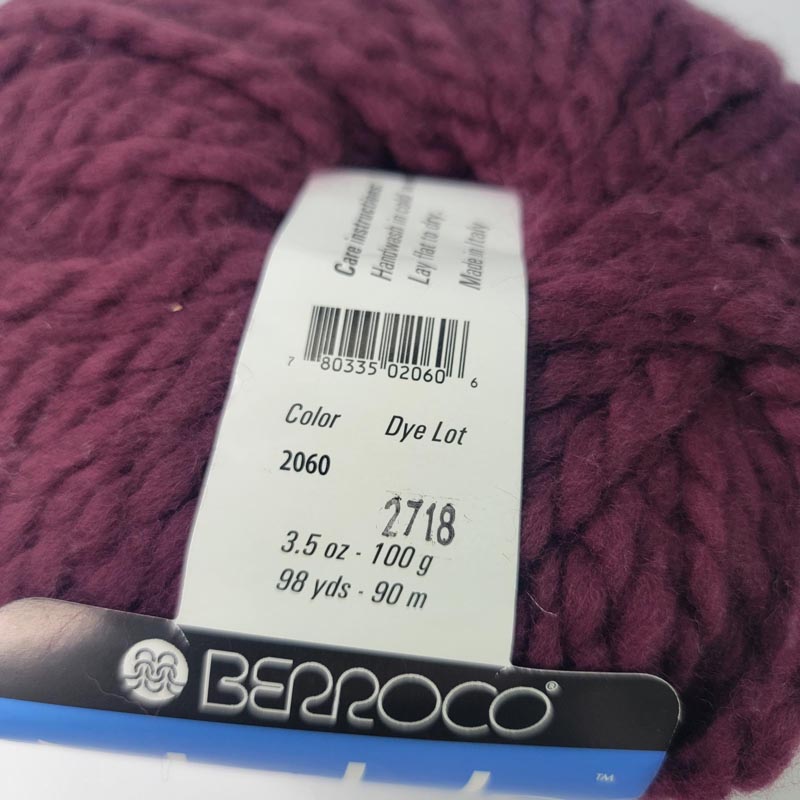 Care instructions:
Handwash in cold
Lay flat to dry.
Made in Italy
7 80335 02060 6
Color Dye Lot
2060
2718
3.5 oz - 100 g
98 yds - 90 m
BERROCO®
™